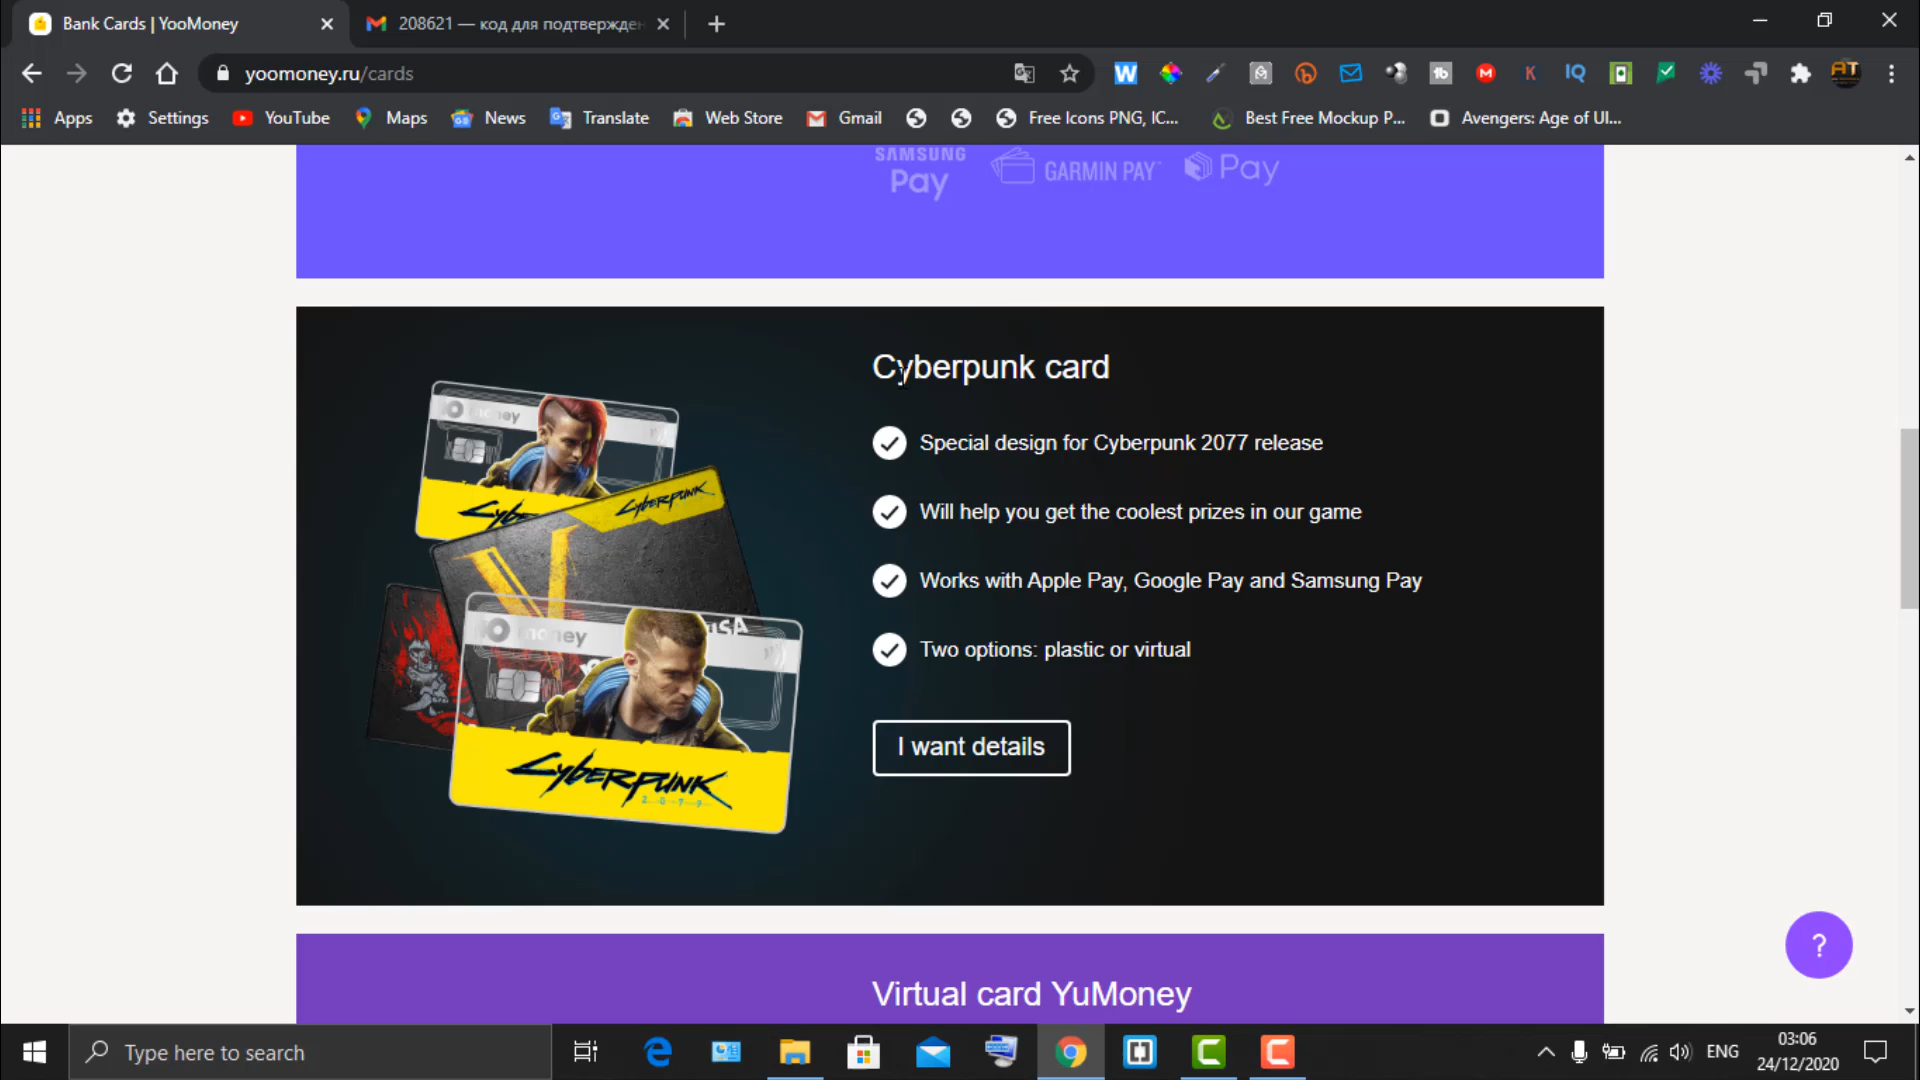 Bank Cards | YooMoney
208621 — код для подтвержден
yoomoney.ru/cards
Apps
Settings
YouTube
Maps
News
Translate
Web Store
Gmail
Free Icons PNG, IC...
Best Free Mockup P...
Avengers: Age of Ul...
SAMSUNG
Pay
GARMIN PAY
Pay
Cyberpunk card
Special design for Cyberpunk 2077 release
Will help you get the coolest prizes in our game
Works with Apple Pay, Google Pay and Samsung Pay
Two options: plastic or virtual
I want details
money
CYBERPUNK
money
CYBERPUNK
2077
Virtual card YuMoney
?
Type here to search
ENG
03:06
24/12/2020